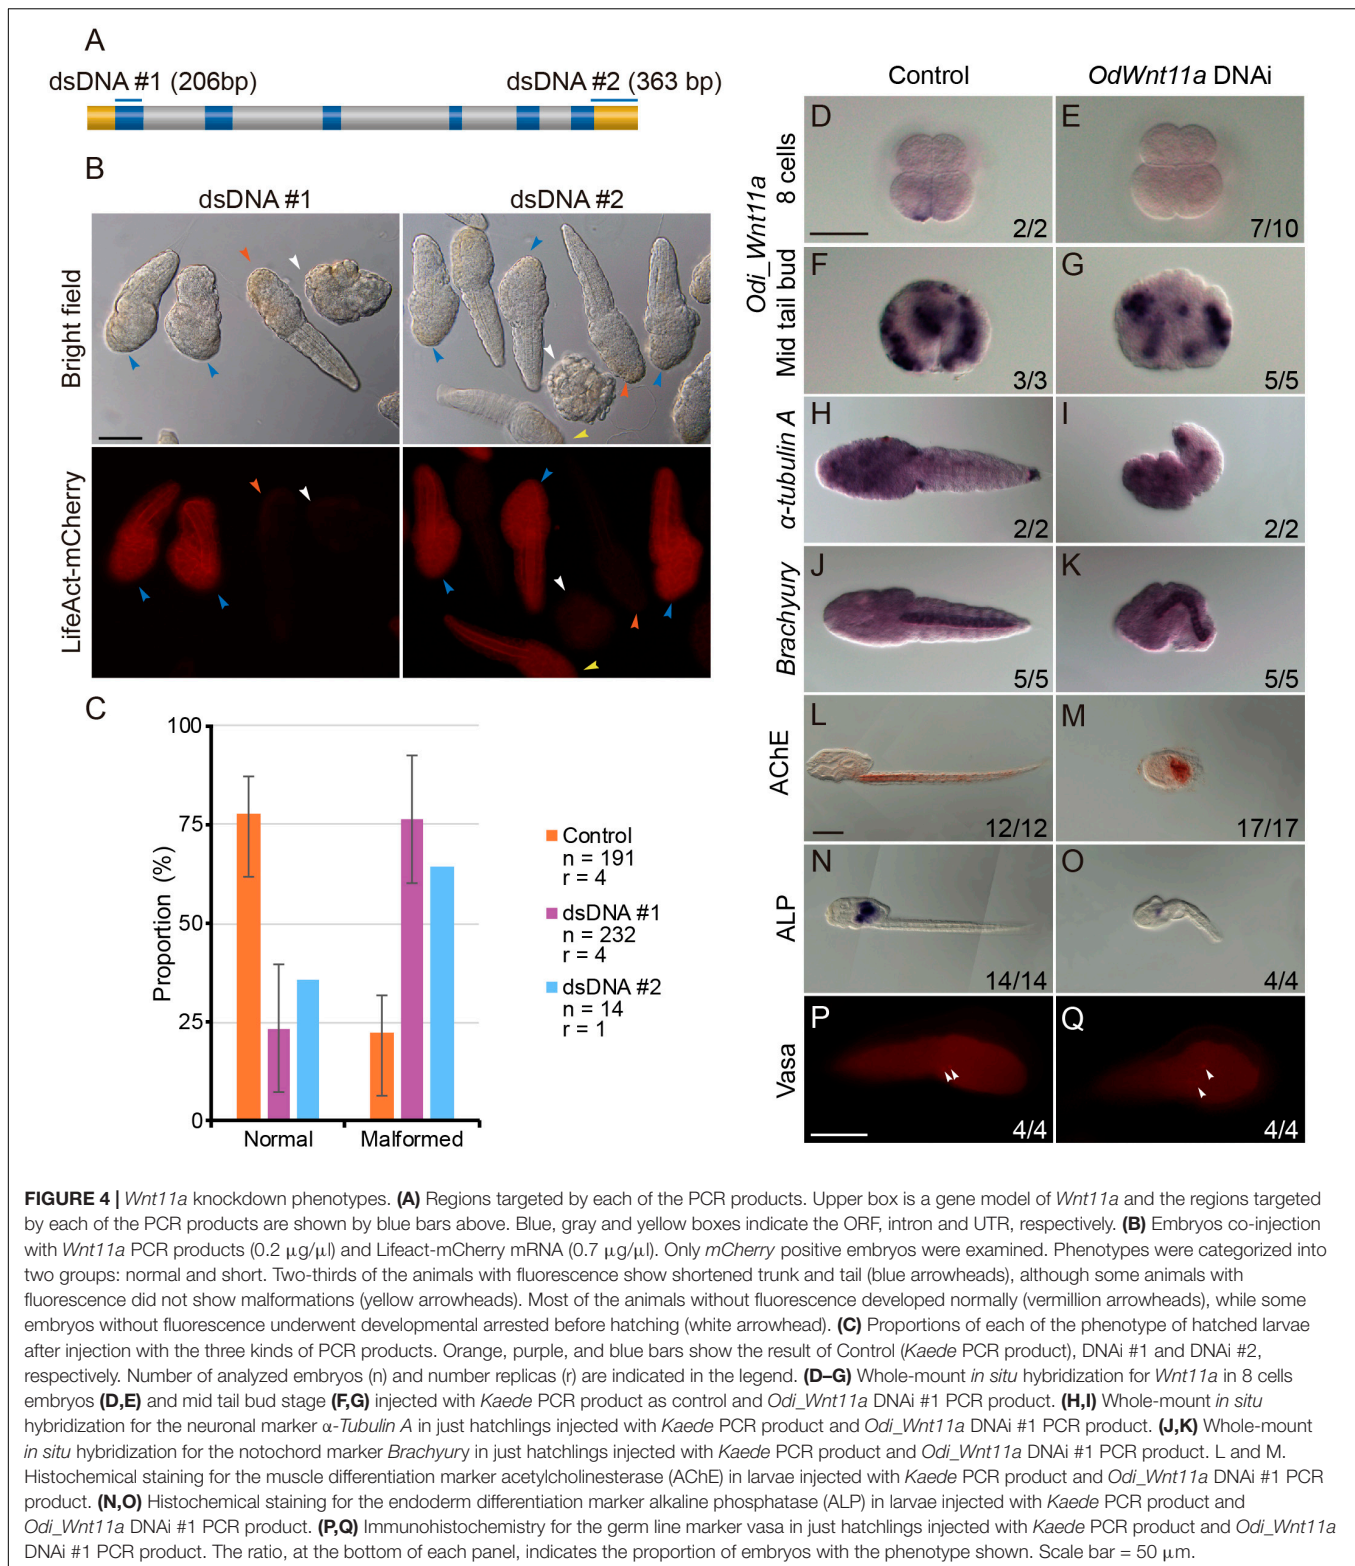 A
dsDNA #1 (206bp)
dsDNA #2 (363 bp)
B
dsDNA #1
dsDNA #2
Bright field
LifeAct-mCherry
C
100
75
50
25
0
Proportion (%)
Normal
Malformed
Control
n = 191
r = 4
dsDNA #1
n = 232
r = 4
dsDNA #2
n = 14
r = 1
Control
OdWnt11a DNAi
Odi_Wnt11a
8 cells
D
2/2
E
7/10
Mid tail bud
F
3/3
G
5/5
α-tubulin A
H
2/2
I
2/2
Brachyury
J
5/5
K
5/5
AChE
L
12/12
M
17/17
ALP
N
14/14
O
4/4
Vasa
P
4/4
Q
4/4
FIGURE 4 | Wnt11a knockdown phenotypes. (A) Regions targeted by each of the PCR products. Upper box is a gene model of Wnt11a and the regions targeted
by each of the PCR products are shown by blue bars above. Blue, gray and yellow boxes indicate the ORF, intron and UTR, respectively. (B) Embryos co-injection
with Wnt11a PCR products (0.2 μg/μl) and Lifeact-mCherry mRNA (0.7 μg/μl). Only mCherry positive embryos were examined. Phenotypes were categorized into
two groups: normal and short. Two-thirds of the animals with fluorescence show shortened trunk and tail (blue arrowheads), although some animals with
fluorescence did not show malformations (yellow arrowheads). Most of the animals without fluorescence developed normally (vermillion arrowheads), while some
embryos without fluorescence underwent developmental arrested before hatching (white arrowhead). (C) Proportions of each of the phenotype of hatched larvae
after injection with the three kinds of PCR products. Orange, purple, and blue bars show the result of Control (Kaede PCR product), DNAi #1 and DNAi #2,
respectively. Number of analyzed embryos (n) and number replicas (r) are indicated in the legend. (D–G) Whole-mount in situ hybridization for Wnt11a in 8 cells
embryos (D,E) and mid tail bud stage (F,G) injected with Kaede PCR product as control and Odi_Wnt11a DNAi #1 PCR product. (H,I) Whole-mount in situ
hybridization for the neuronal marker α-Tubulin A in just hatchlings injected with Kaede PCR product and Odi_Wnt11a DNAi #1 PCR product. (J,K) Whole-mount
in situ hybridization for the notochord marker Brachyury in just hatchlings injected with Kaede PCR product and Odi_Wnt11a DNAi #1 PCR product. L and M.
Histochemical staining for the muscle differentiation marker acetylcholinesterase (AChE) in larvae injected with Kaede PCR product and Odi_Wnt11a DNAi #1 PCR
product. (N,O) Histochemical staining for the endoderm differentiation marker alkaline phosphatase (ALP) in larvae injected with Kaede PCR product and
Odi_Wnt11a DNAi #1 PCR product. (P,Q) Immunohistochemistry for the germ line marker vasa in just hatchlings injected with Kaede PCR product and Odi_Wnt11a
DNAi #1 PCR product. The ratio, at the bottom of each panel, indicates the proportion of embryos with the phenotype shown. Scale bar = 50 μm.